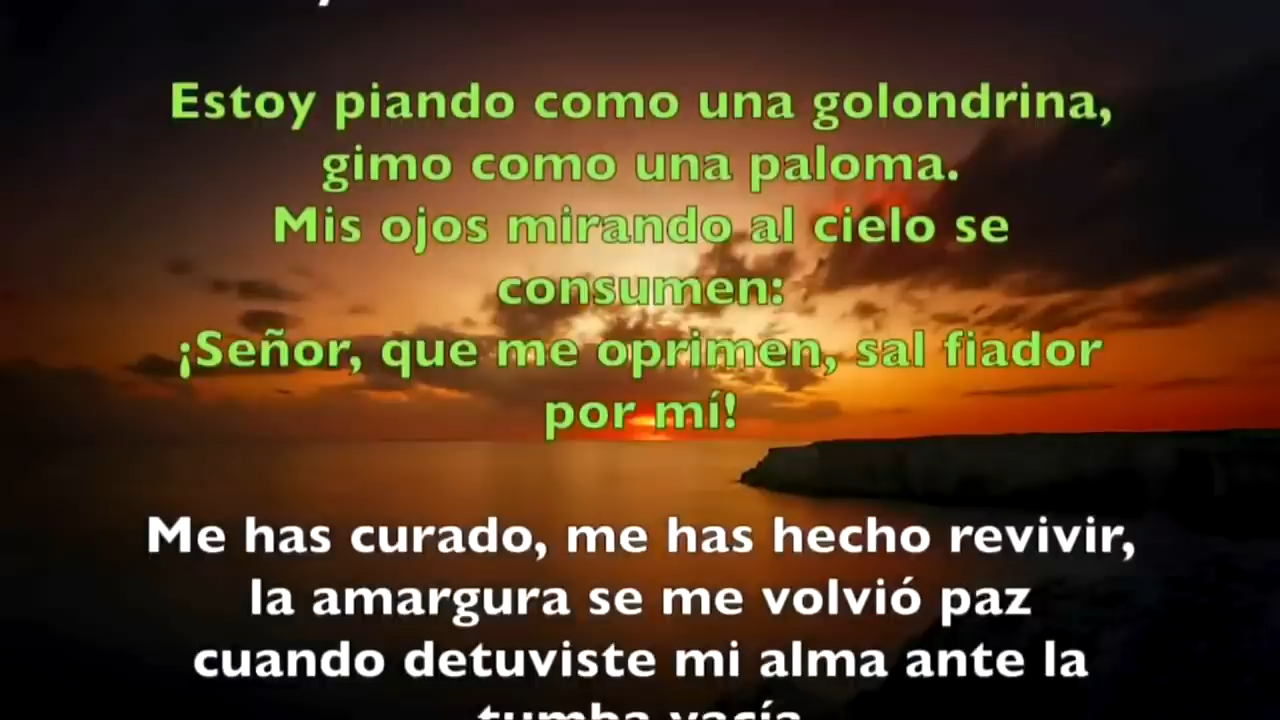 Estoy piando como una golondrina,
gimo como una paloma.
Mis ojos mirando al cielo se
consumen:
¡Señor, que me oprimen, sal fiador
por mí!
Me has curado, me has hecho revivir,
la amargura se me volvió paz
cuando detuviste mi alma ante la
tumba vacía